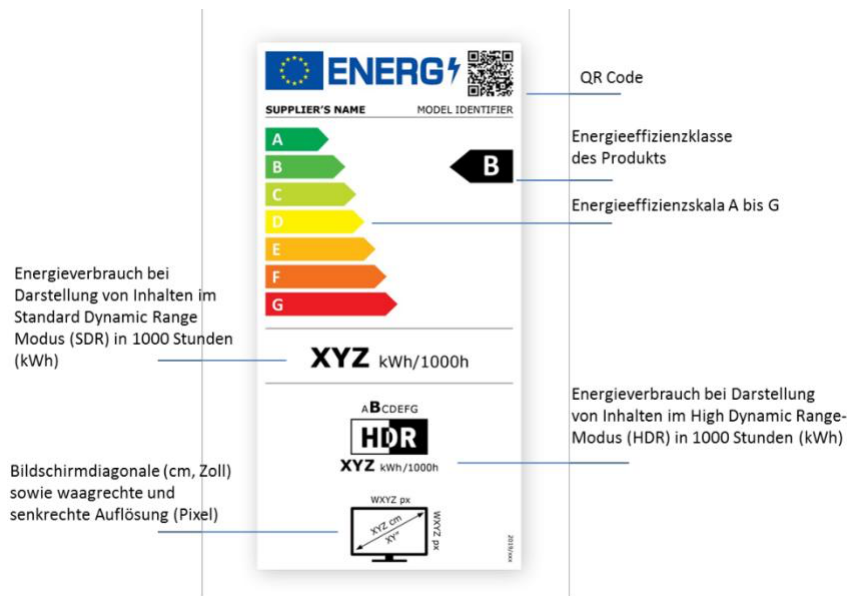 ENERG
QR Code
SUPPLIER'S NAME MODEL IDENTIFIER
A
B
C
D
E
F
G
B
Energieeffizienzklasse
des Produkts
Energieeffizienzskala A bis G
Energieverbrauch bei
Darstellung von Inhalten im
Standard Dynamic Range
Modus (SDR) in 1000 Stunden
(kWh)
XYZ kWh/1000h
ABCDEFG
HDR
XYZ kWh/1000h
Energieverbrauch bei Darstellung
von Inhalten im High Dynamic Range-
Modus (HDR) in 1000 Stunden (kWh)
Bildschirmdiagonale (cm, Zoll)
sowie waagrechte und
senkrechte Auflösung (Pixel)
WXYZ px
XYZ cm
XY"
WXYZ px